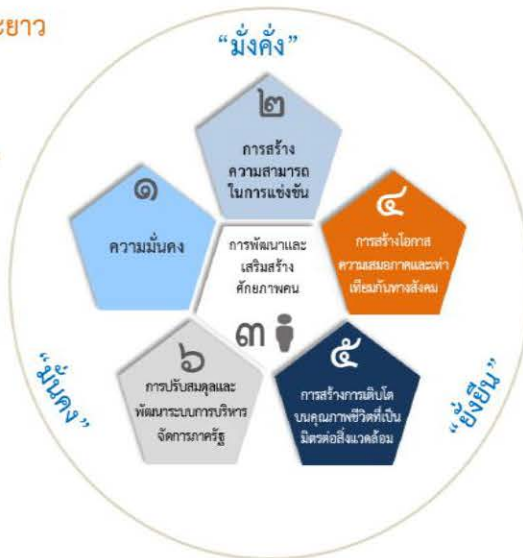 ะยาว
“มั่งคั่ง”
๒
การสร้าง
ความสามารถ
ในการแข่งขัน
๑
ความมั่นคง
๔
การสร้างโอกาส
ความเสมอภาคและเท่า
เทียมกันทางสังคม
การพัฒนาและ
เสริมสร้าง
ศักยภาพคน
๓
๖
การปรับสมดุลและ
พัฒนาระบบการบริหาร
จัดการภาครัฐ
๕
การสร้างการเติบโต
บนคุณภาพชีวิตที่เป็น
มิตรต่อสิ่งแวดล้อม
“มั่นคง”
“ยั่งยืน”